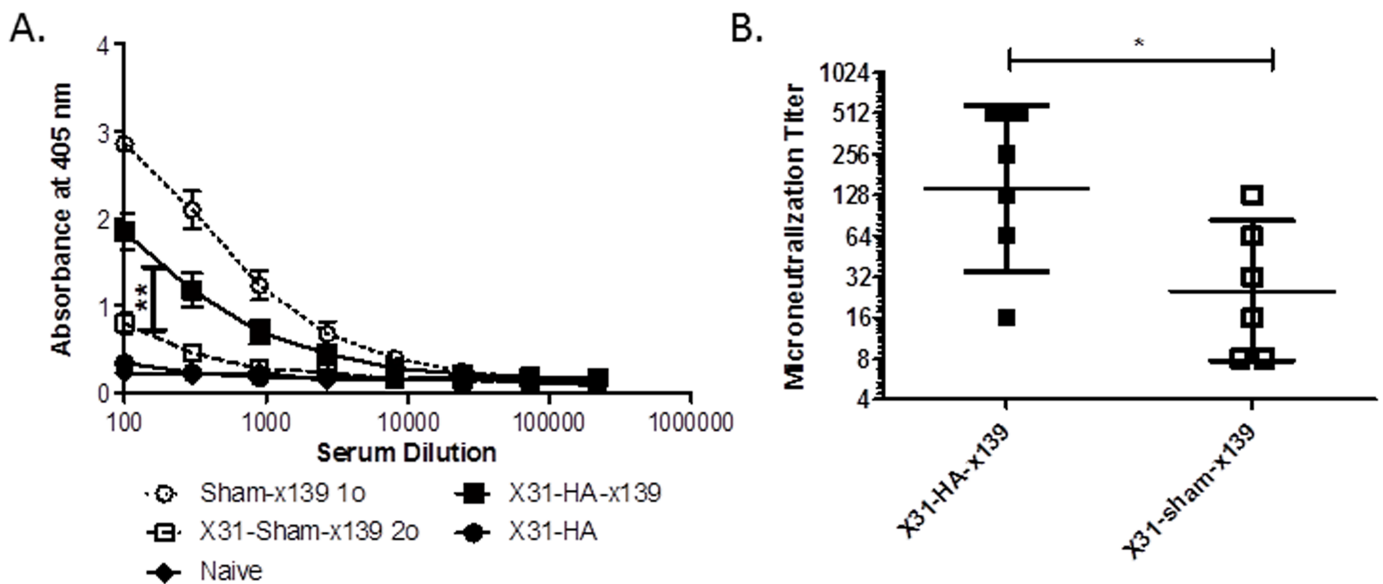 A.
B.
4
3
2
1
0
Absorbance at 405 nm
**
100 1000 10000 100000 1000000
Serum Dilution
Sham-x139 1o X31-HA-x139
X31-Sham-x139 2o X31-HA
Naive
*
1024
512
256
128
64
32
16
8
4
Microneutralization Titer
X31-HA-x139
X31-sham-x139